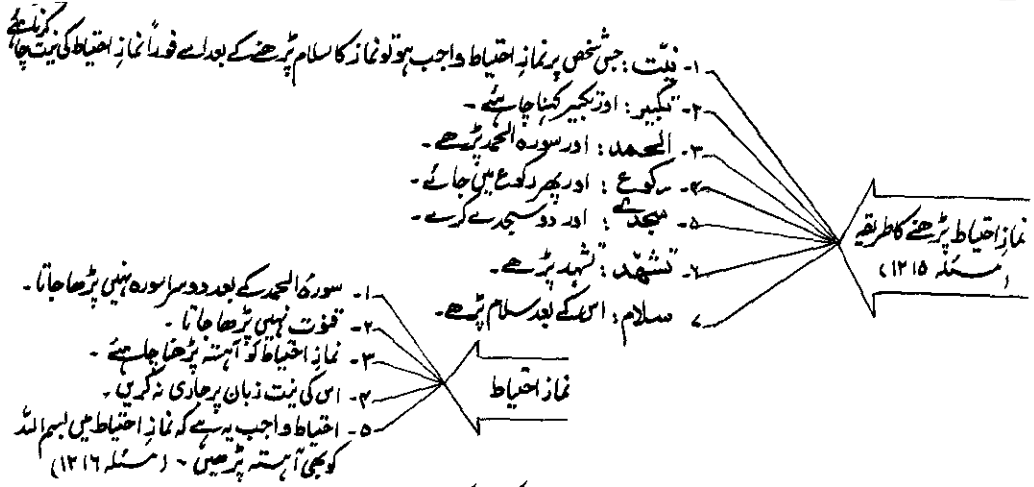 نمازِ احتیاط پڑھنے کا طریقہ
(مسئلہ ۱۲۱۵)
۱- نیّت : جس شخص پر نمازِ احتیاط واجب ہو تو نماز کا سلام پڑھنے کے بعد اسے فوراً نمازِ احتیاط کی نیت کرنا چاہئے
۲- تکبیر : اور تکبیر کہنا چاہئے -
۳- الحمد : اور سورہ الحمد پڑھے -
۴- رکوع : اور پھر رکوع میں جائے -
۵- سجدے : اور دو سجدے کرے -
۶- تشھّد : تشہد پڑھے -
۷ سلام : اس کے بعد سلام پڑھے -
نمازِ احتیاط
۱- سورہ الحمد کے بعد دوسرا سورہ نہیں پڑھا جاتا -
۲- قنوت نہیں پڑھا جاتا -
۳- نمازِ احتیاط کو آہستہ پڑھنا چاہئے -
۴- اس کی نیت زبان پر جاری نہ کریں -
۵- احتیاط واجب یہ ہے کہ نمازِ احتیاط میں بسم اللہ
کو بھی آہستہ پڑھیں - (مسئلہ ۱۲۱۶)